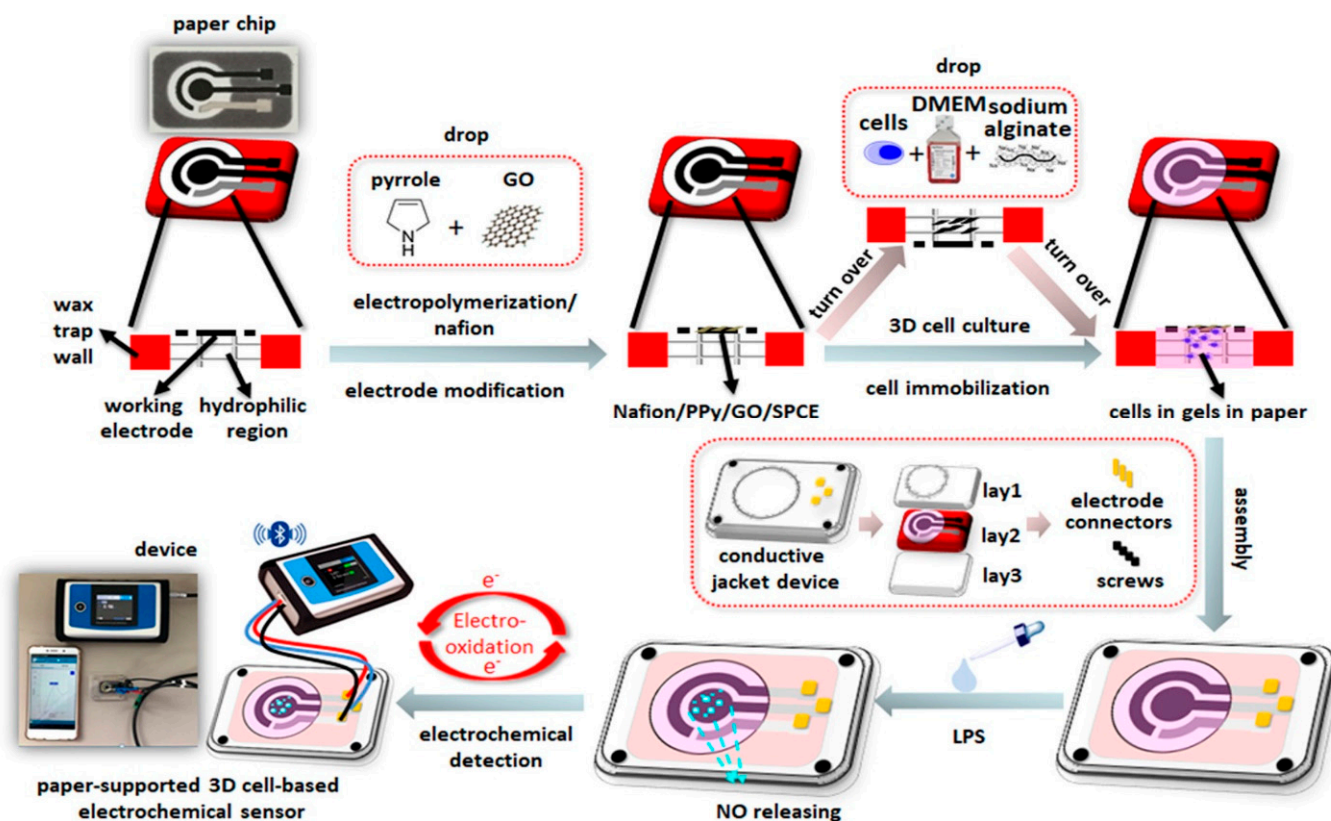 paper chip
drop
pyrrole
GO
N
H
+
electropolymerization/
nafion
electrode modification
wax
trap
wall
working
electrode
hydrophilic
region
Nafion/PPy/GO/SPCE
drop
cells
+
DMEM
+
sodium
alginate
turn over
turn over
3D cell culture
cell immobilization
cells in gels in paper
assembly
conductive
jacket device
lay1
lay2
lay3
electrode
connectors
screws
LPS
NO releasing
e-
Electro-
oxidation
e-
electrochemical
detection
device
paper-supported 3D cell-based
electrochemical sensor